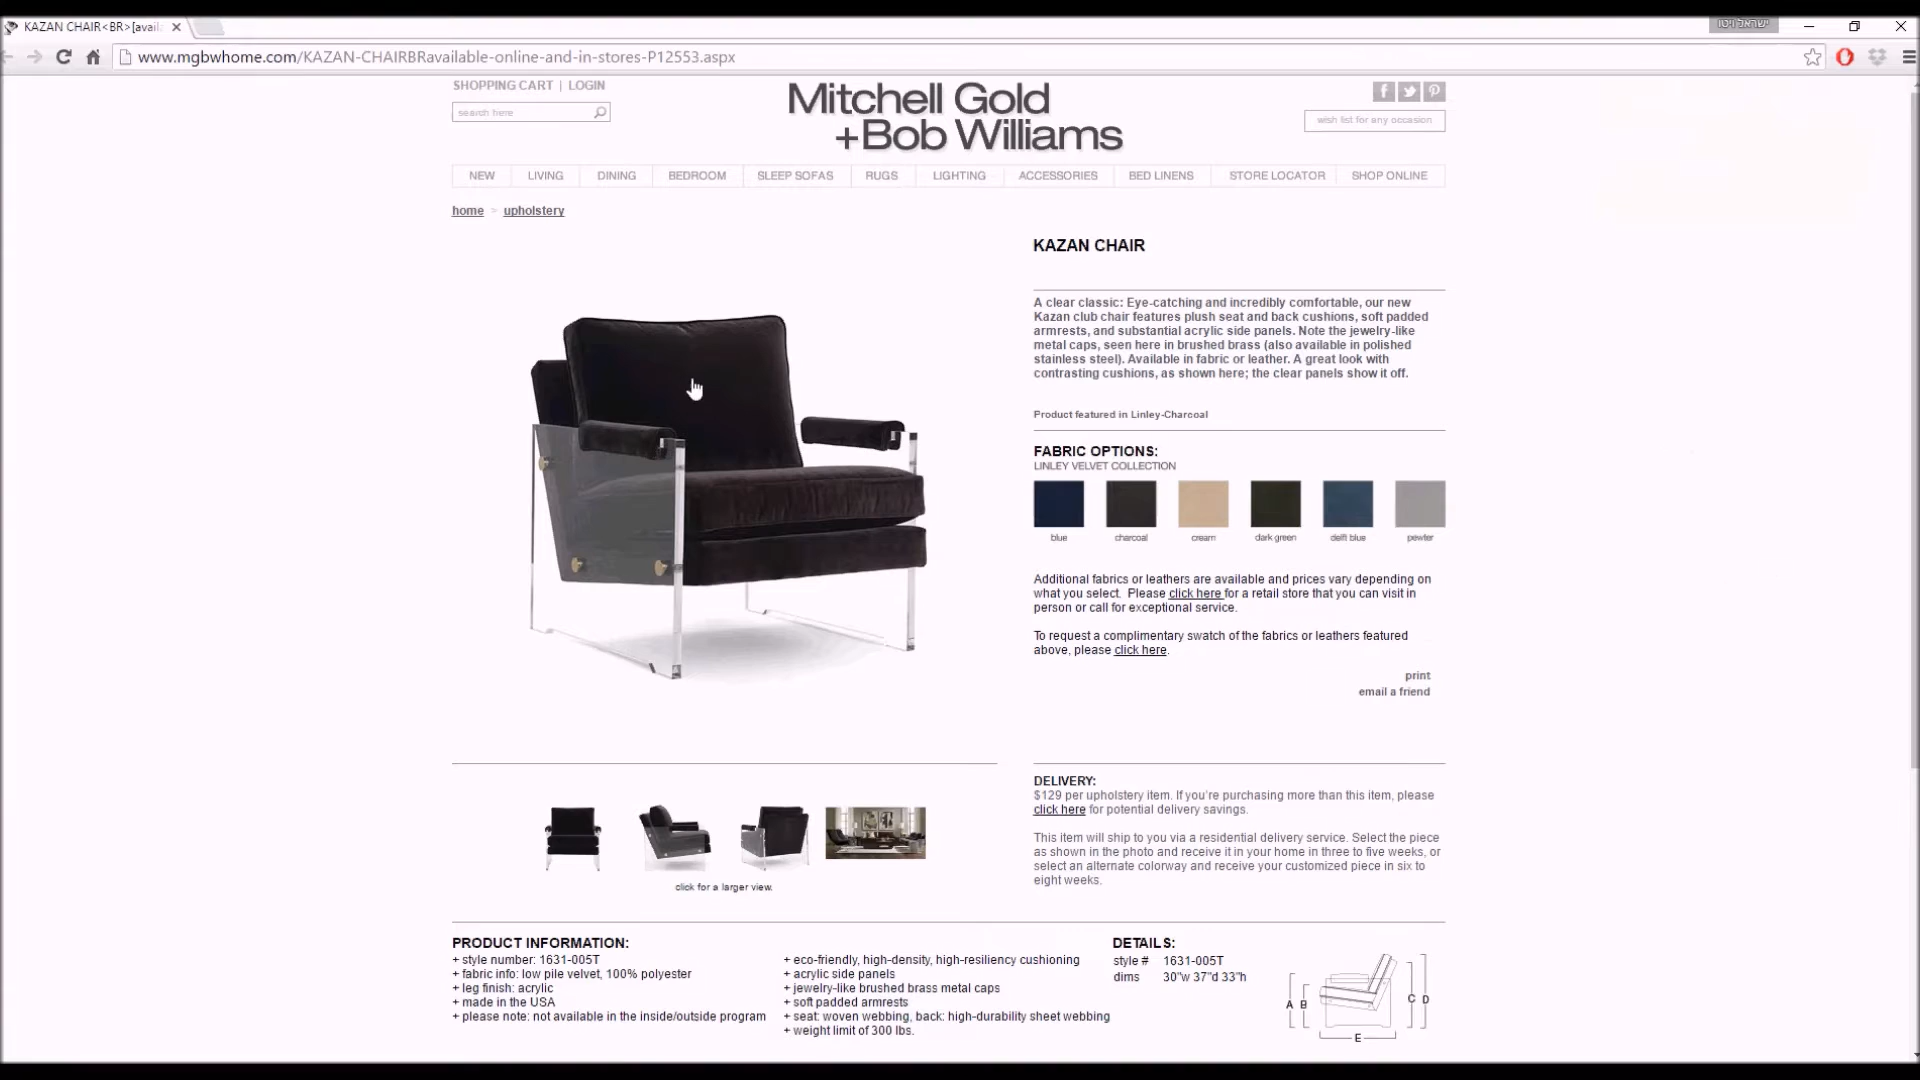 KAZAN CHAIR<BR>[avail
ישראל ויטו
www.mgbwhome.com/KAZAN-CHAIRBRavailable-online-and-in-stores-P12553.aspx
SHOPPING CART | LOGIN
search here
Mitchell Gold
+Bob Williams
wish list for any occasion
NEW LIVING DINING BEDROOM SLEEP SOFAS RUGS LIGHTING ACCESSORIES BED LINENS STORE LOCATOR SHOP ONLINE
home > upholstery
KAZAN CHAIR
A clear classic: Eye-catching and incredibly comfortable, our new
Kazan club chair features plush seat and back cushions, soft padded
armrests, and substantial acrylic side panels. Note the jewelry-like
metal caps, seen here in brushed brass (also available in polished
stainless steel). Available in fabric or leather. A great look with
contrasting cushions, as shown here; the clear panels show it off.
Product featured in Linley-Charcoal
FABRIC OPTIONS:
LINLEY VELVET COLLECTION
blue charcoal cream dark green delft blue pewter
Additional fabrics or leathers are available and prices vary depending on
what you select. Please click here for a retail store that you can visit in
person or call for exceptional service.
To request a complimentary swatch of the fabrics or leathers featured
above, please click here.
print
email a friend
click for a larger view.
DELIVERY:
$129 per upholstery item. If you're purchasing more than this item, please
click here for potential delivery savings.
This item will ship to you via a residential delivery service. Select the piece
as shown in the photo and receive it in your home in three to five weeks, or
select an alternate colorway and receive your customized piece in six to
eight weeks.
PRODUCT INFORMATION:
+ style number: 1631-005T
+ fabric info: low pile velvet, 100% polyester
+ leg finish: acrylic
+ made in the USA
+ please note: not available in the inside/outside program
+ eco-friendly, high-density, high-resiliency cushioning
+ acrylic side panels
+ jewelry-like brushed brass metal caps
+ soft padded armrests
+ seat: woven webbing, back: high-durability sheet webbing
+ weight limit of 300 lbs.
DETAILS:
style # 1631-005T
dims 30"w 37"d 33"h
A B C D
E